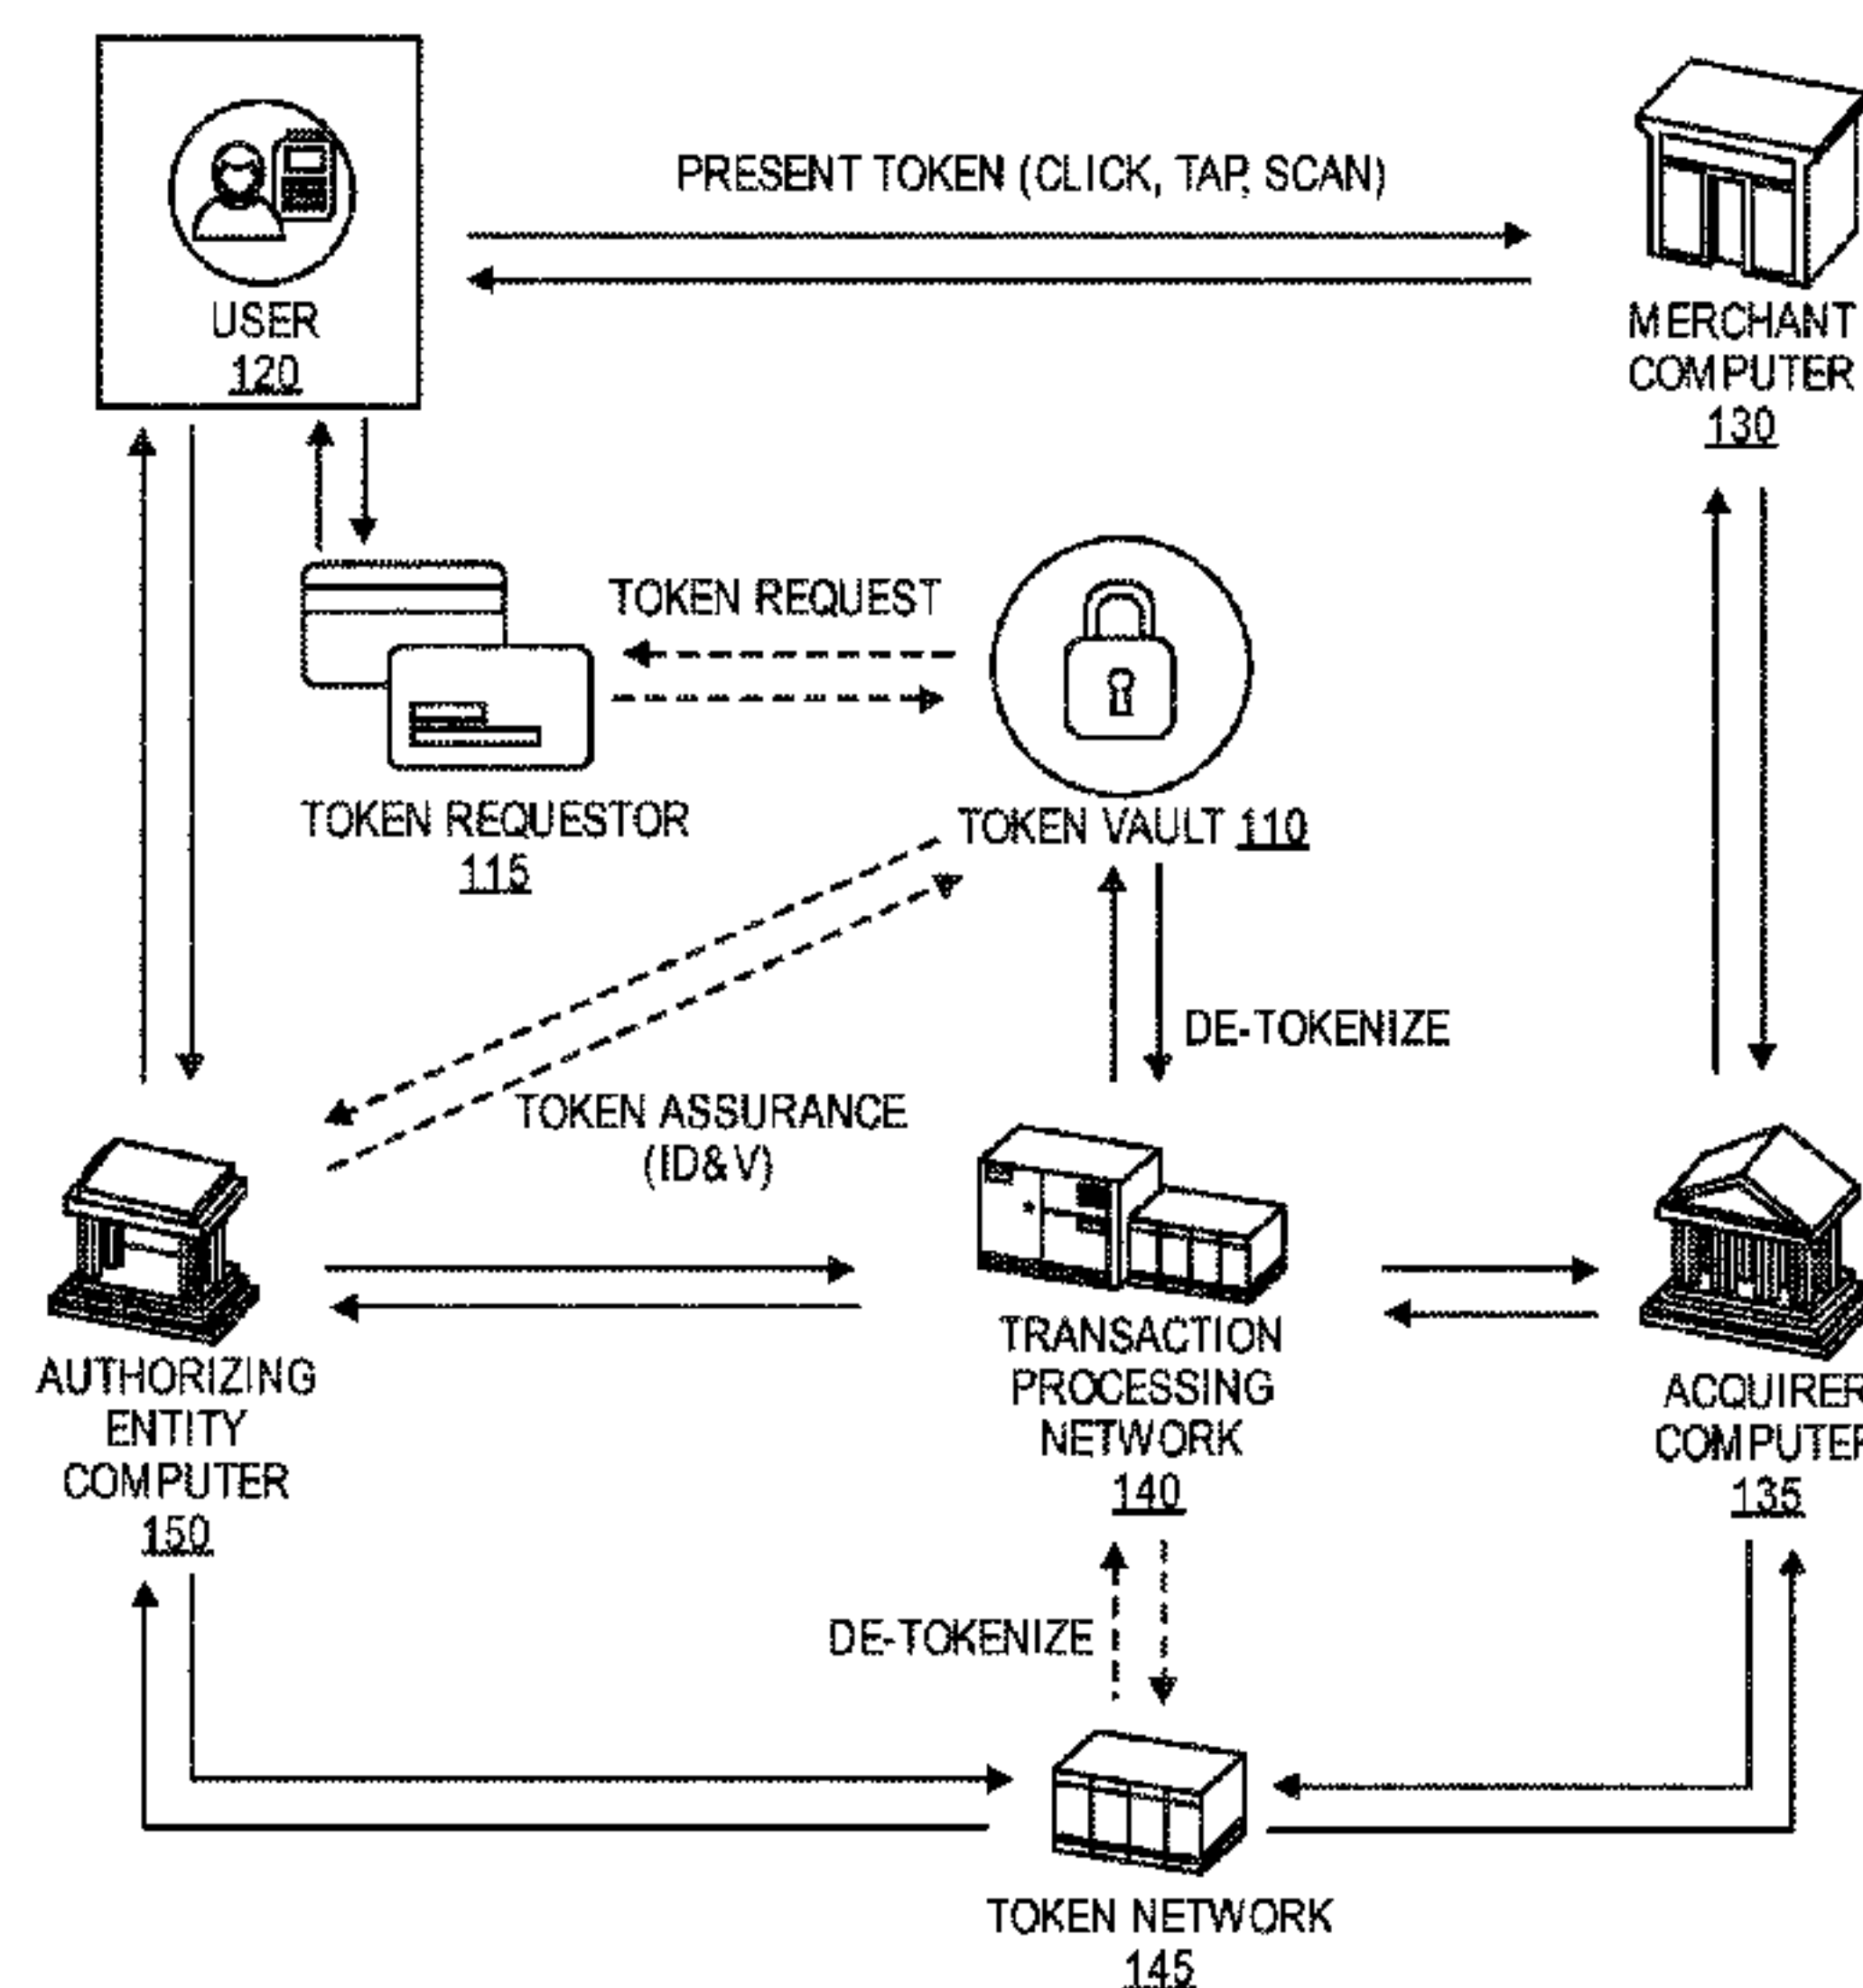 PRESENT TOKEN (CLICK, TAP, SCAN)
USER
120
MERCHANT
COMPUTER
130
TOKEN REQUEST
TOKEN REQUESTOR
115
TOKEN VAULT 110
DE-TOKENIZE
TOKEN ASSURANCE
(ID&V)
AUTHORIZING
ENTITY
COMPUTER
150
TRANSACTION
PROCESSING
NETWORK
140
ACQUIRER
COMPUTER
135
DE-TOKENIZE
TOKEN NETWORK
145